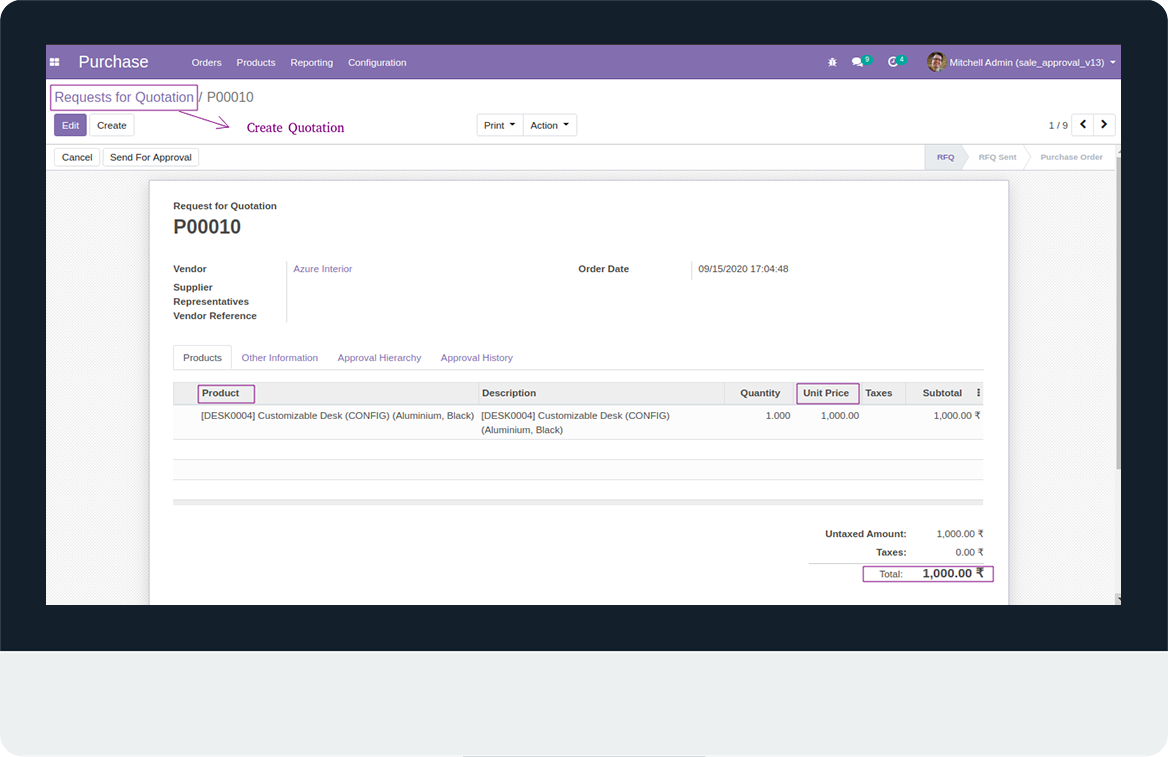 Purchase Orders Products Reporting Configuration 9 4 Mitchell Admin (sale_approval_v13)
Requests for Quotation / P00010
Edit Create Create Quotation Print Action 1 / 9
Cancel Send For Approval RFQ RFQ Sent Purchase Order
Request for Quotation
P00010
Vendor Azure Interior Order Date 09/15/2020 17:04:48
Supplier
Representatives
Vendor Reference
Products Other Information Approval Hierarchy Approval History
Product Description Quantity Unit Price Taxes Subtotal
[DESK0004] Customizable Desk (CONFIG) (Aluminium, Black) [DESK0004] Customizable Desk (CONFIG) 1.000 1,000.00 1,000.00 ₹
(Aluminium, Black)
Untaxed Amount: 1,000.00 ₹
Taxes: 0.00 ₹
Total: 1,000.00 ₹